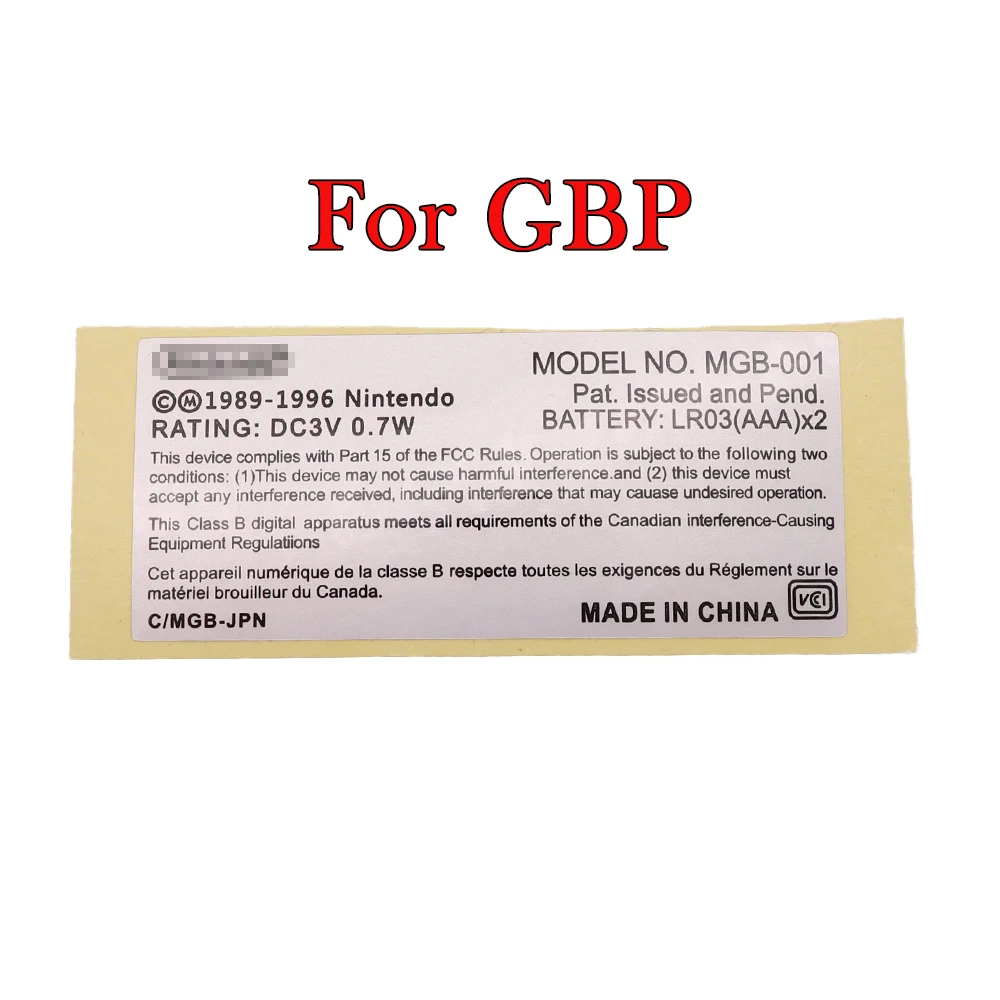 For GBP
MODEL NO. MGB-001
ⒸⓂ1989-1996 Nintendo
Pat. Issued and Pend.
RATING: DC3V 0.7W
BATTERY: LR03(AAA)x2
This device complies with Part 15 of the FCC Rules. Operation is subject to the following two
conditions: (1)This device may not cause harmful interference.and (2) this device must
accept any interference received, including interference that may cauase undesired operation.
This Class B digital apparatus meets all requirements of the Canadian interference-Causing
Equipment Regulatiions
Cet appareil numérique de la classe B respecte toutes les exigences du Réglement sur le
matériel brouilleur du Canada.
C/MGB-JPN
MADE IN CHINA
VCI